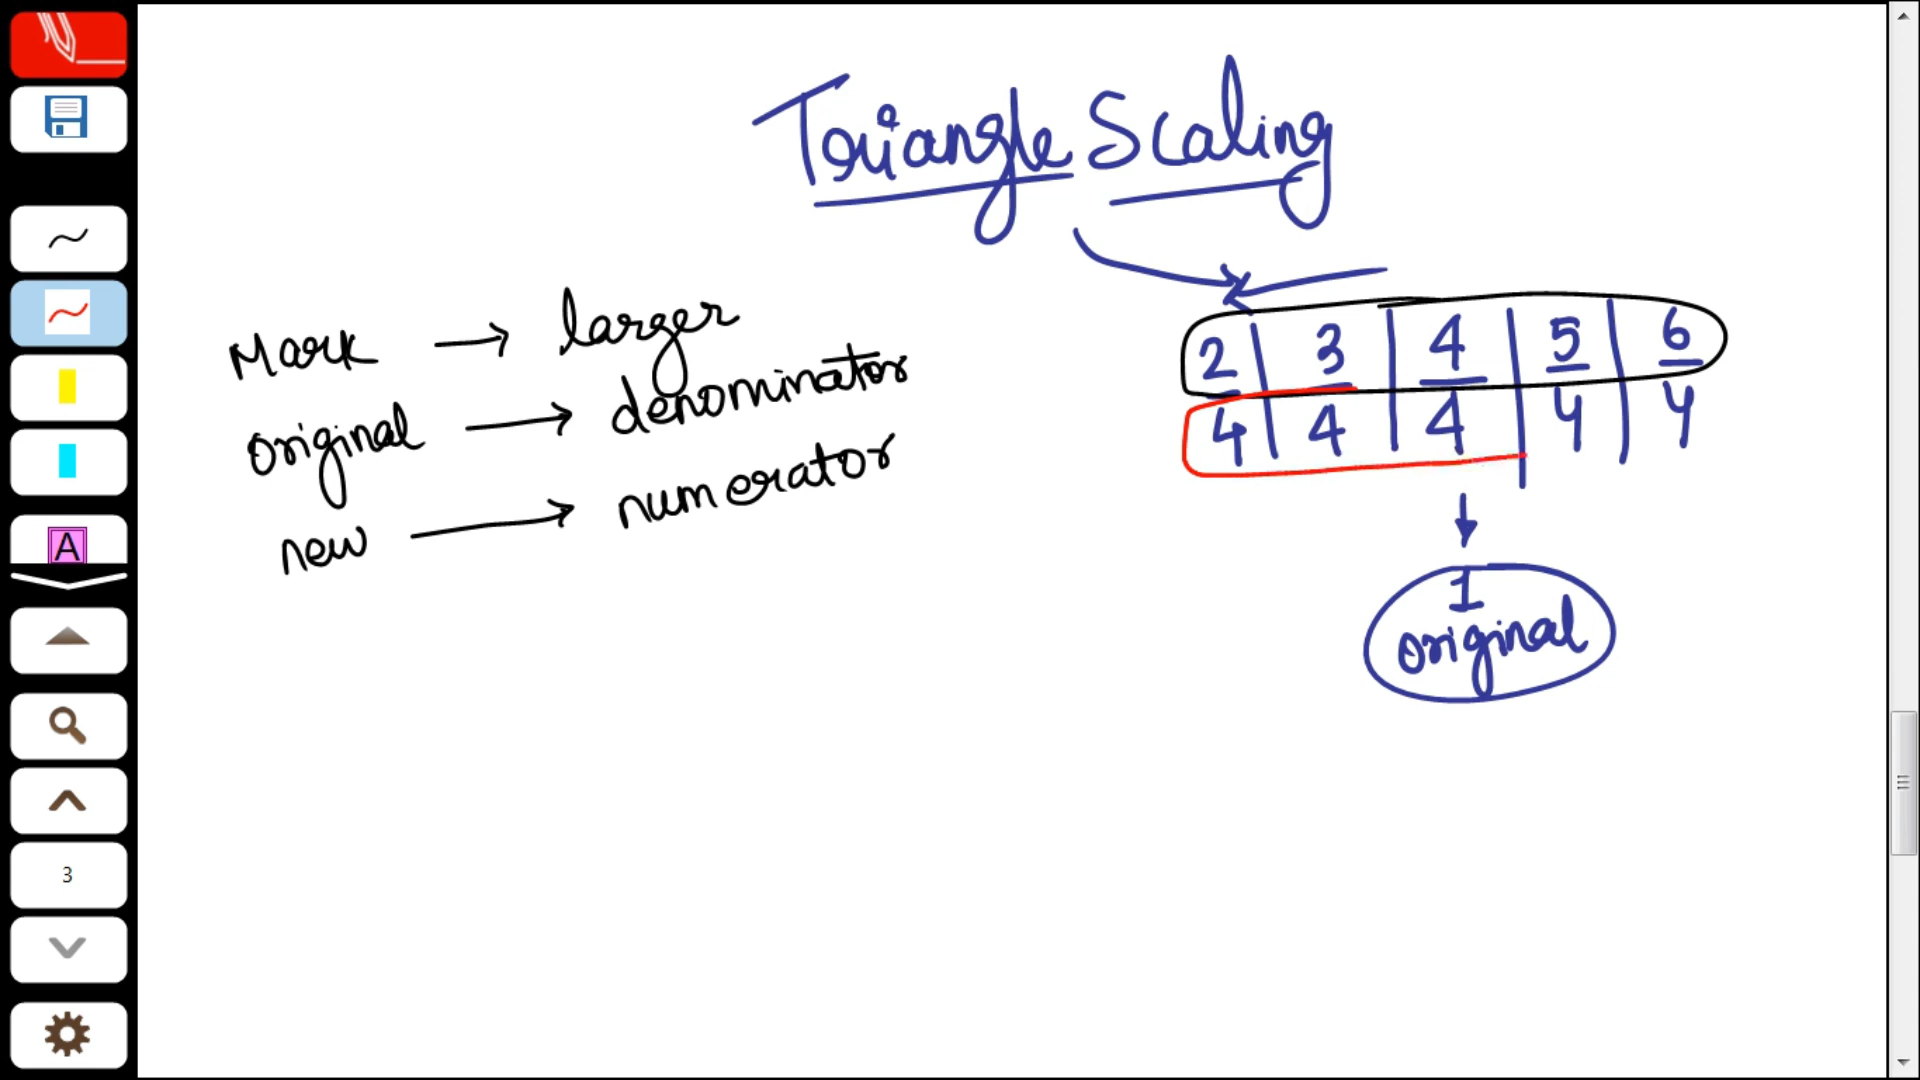 Triangle Scaling
Mark → larger
original → denominator
new → numerator
2 | 3 | 4 | 5 | 6
4 | 4 | 4 | 4 | 4
1
original
A
3